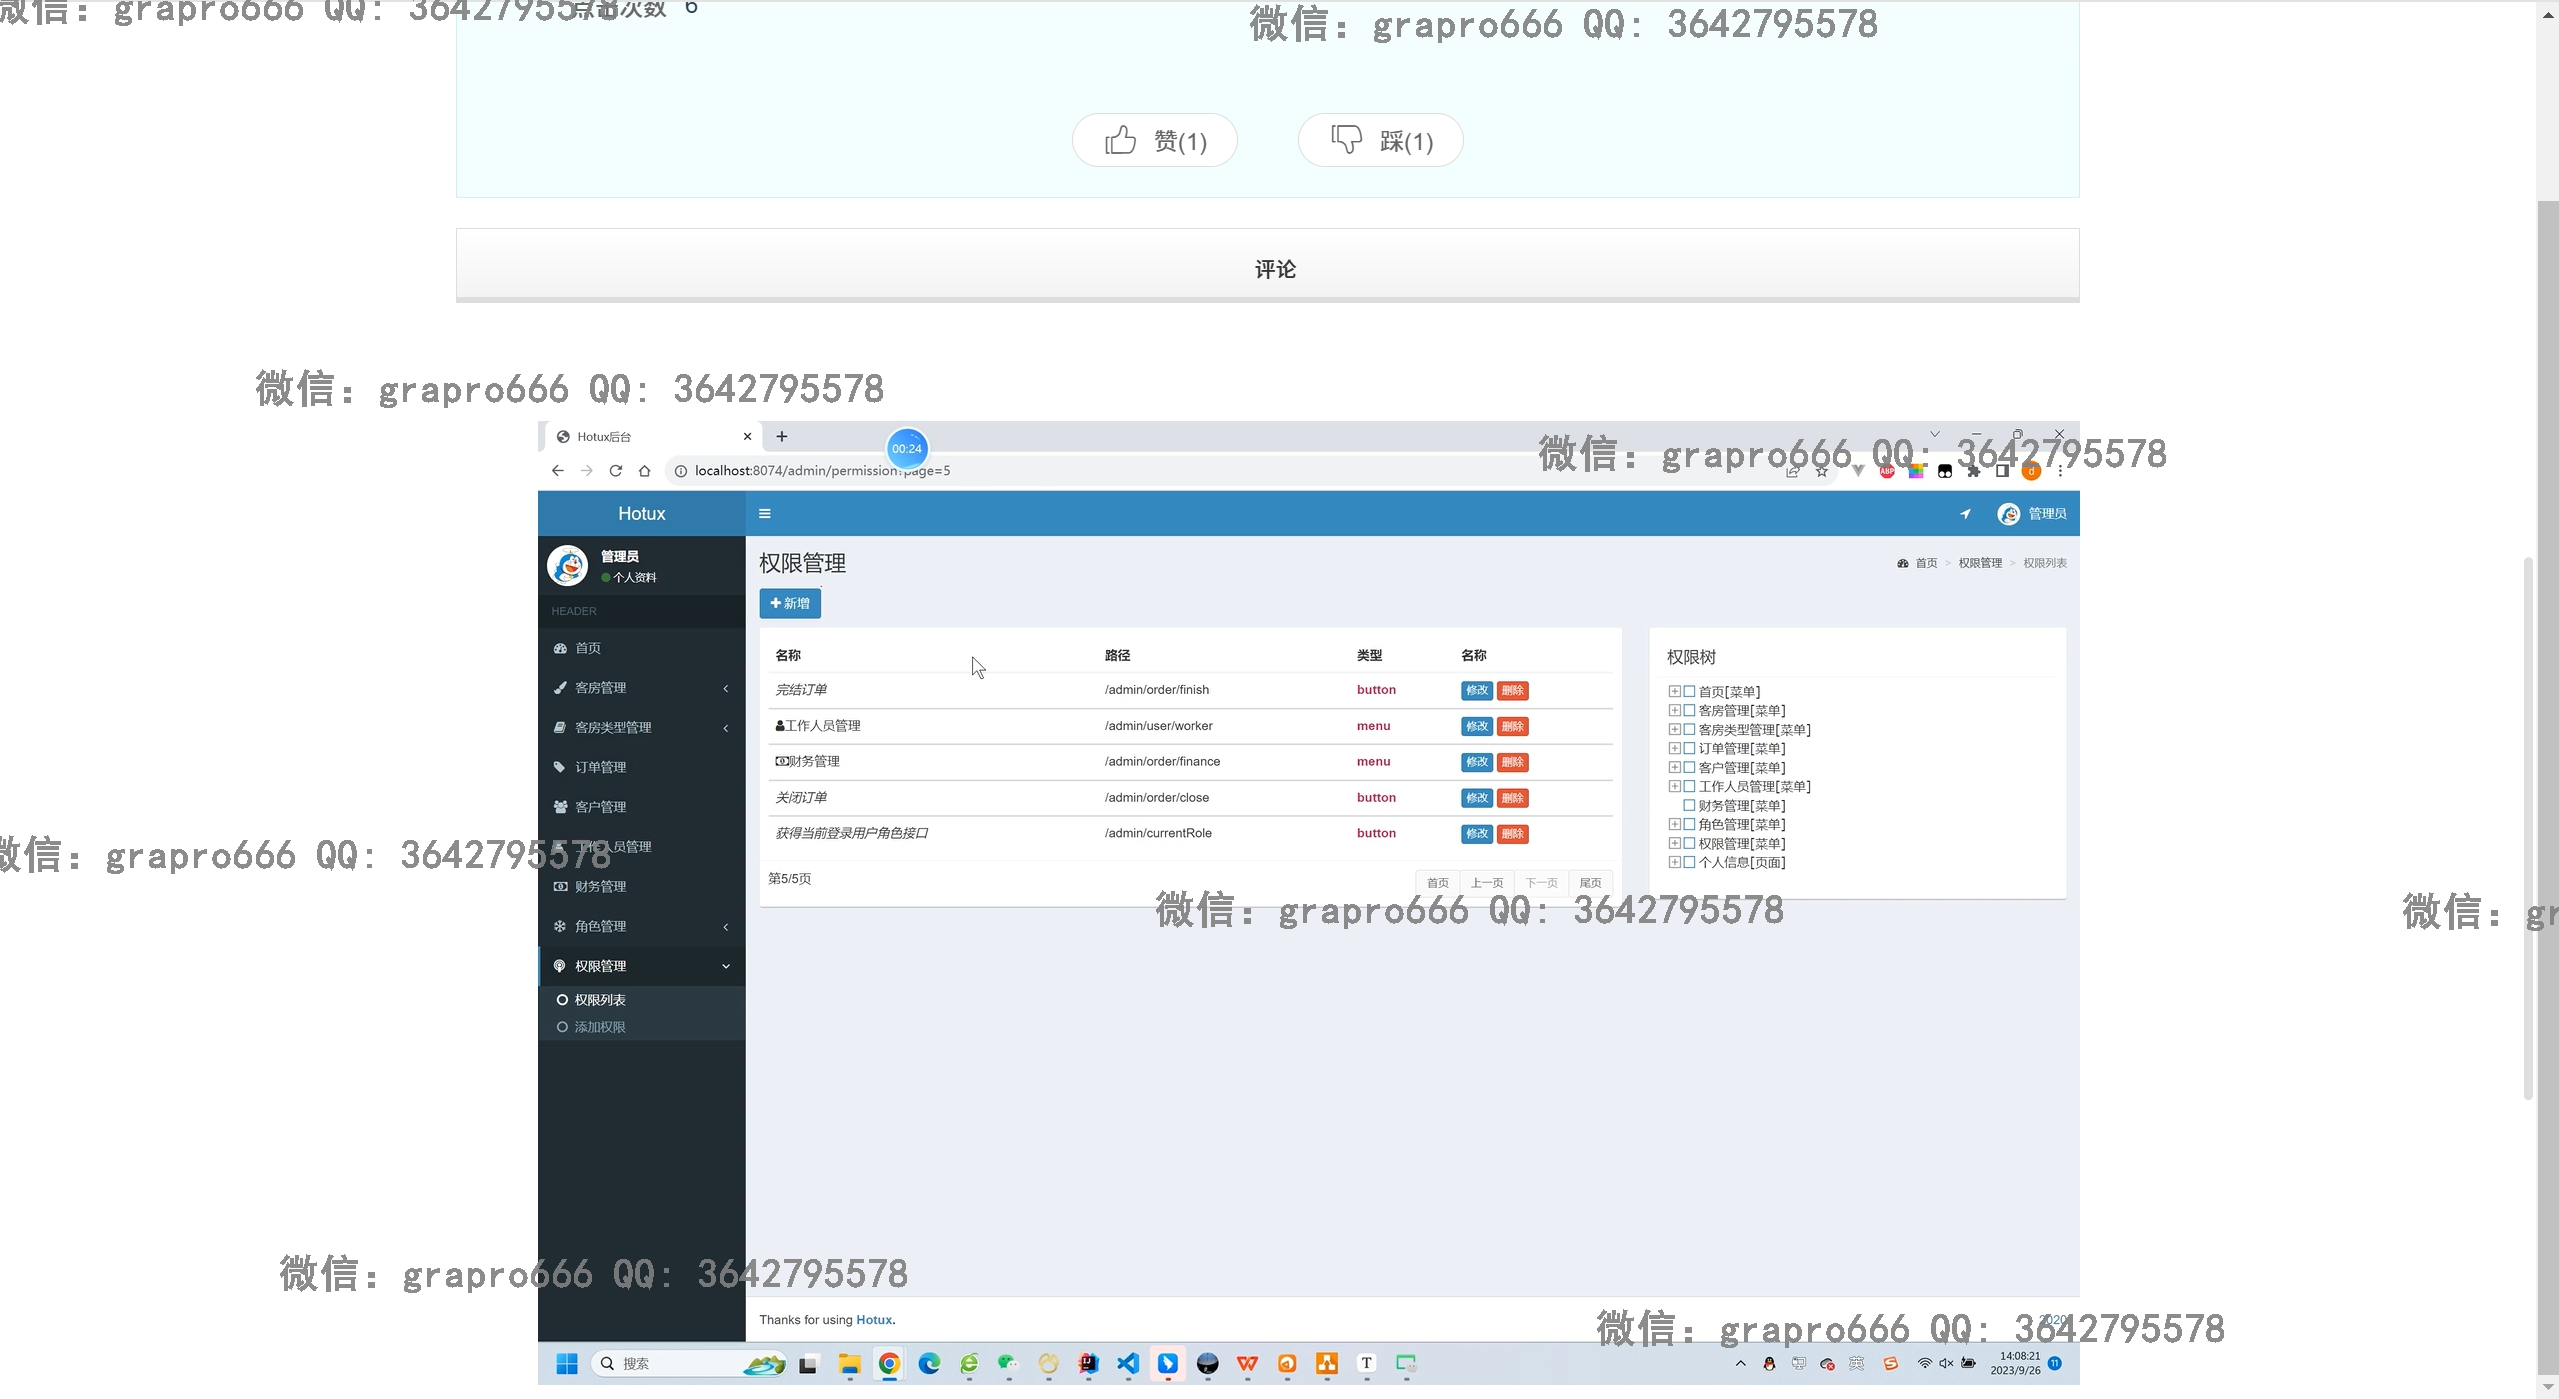 微信: grapro666 QQ: 3642795578
点击次数 6
微信: grapro666 QQ: 3642795578
赞(1)
踩(1)
评论
微信: grapro666 QQ: 3642795578
Hotux后台
00:24
微信: grapro666 QQ: 3642795578
localhost:8074/admin/permission?page=5
ABP
d
Hotux
管理员
管理员
个人资料
权限管理
首页 > 权限管理 > 权限列表
新增
HEADER
首页
客房管理
客房类型管理
订单管理
客户管理
工作人员管理
财务管理
角色管理
权限管理
权限列表
添加权限
名称 路径 类型 名称
完结订单 /admin/order/finish button 修改 删除
工作人员管理 /admin/user/worker menu 修改 删除
财务管理 /admin/order/finance menu 修改 删除
关闭订单 /admin/order/close button 修改 删除
获得当前登录用户角色接口 /admin/currentRole button 修改 删除
第5/5页
首页 上一页 下一页 尾页
权限树
首页[菜单]
客房管理[菜单]
客房类型管理[菜单]
订单管理[菜单]
客户管理[菜单]
工作人员管理[菜单]
财务管理[菜单]
角色管理[菜单]
权限管理[菜单]
个人信息[页面]
微信: grapro666 QQ: 3642795578
微信: grapro666 QQ: 3642795578
微信: gr
微信: grapro666 QQ: 3642795578
Thanks for using Hotux.
2020
微信: grapro666 QQ: 3642795578
搜索
英
14:08:21
2023/9/26
11